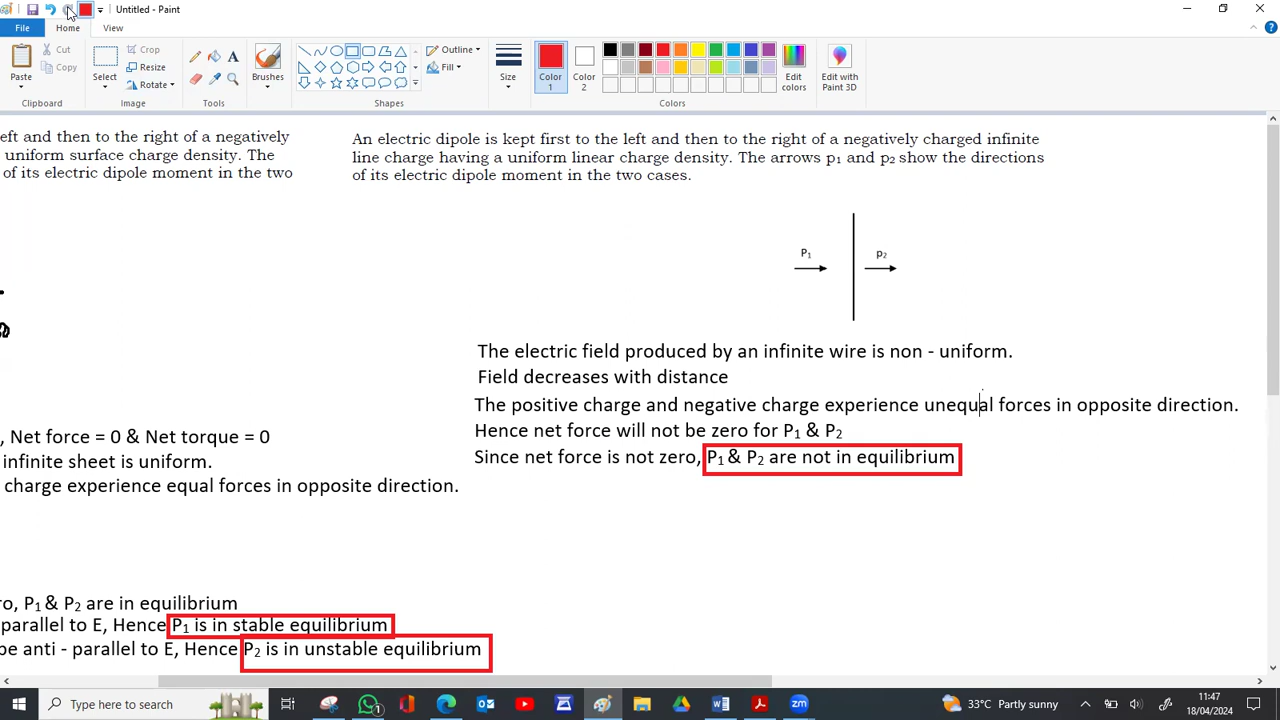 Untitled - Paint
File
Home
View
Paste
Cut
Copy
Clipboard
Select
Crop
Resize
Rotate
Image
Tools
Brushes
Outline
Fill
Shapes
Size
Color 1
Color 2
Edit colors
Edit with Paint 3D
Colors
eft and then to the right of a negatively
uniform surface charge density. The
of its electric dipole moment in the two
An electric dipole is kept first to the left and then to the right of a negatively charged infinite
line charge having a uniform linear charge density. The arrows p₁ and p₂ show the directions
of its electric dipole moment in the two cases.
P₁
p₂
The electric field produced by an infinite wire is non - uniform.
Field decreases with distance
The positive charge and negative charge experience unequal forces in opposite direction.
Hence net force will not be zero for P₁ & P₂
Since net force is not zero, P₁ & P₂ are not in equilibrium
, Net force = 0 & Net torque = 0
infinite sheet is uniform.
charge experience equal forces in opposite direction.
ro, P₁ & P₂ are in equilibrium
parallel to E, Hence P₁ is in stable equilibrium
be anti - parallel to E, Hence P₂ is in unstable equilibrium
Type here to search
1
33°C Partly sunny
11:47
18/04/2024